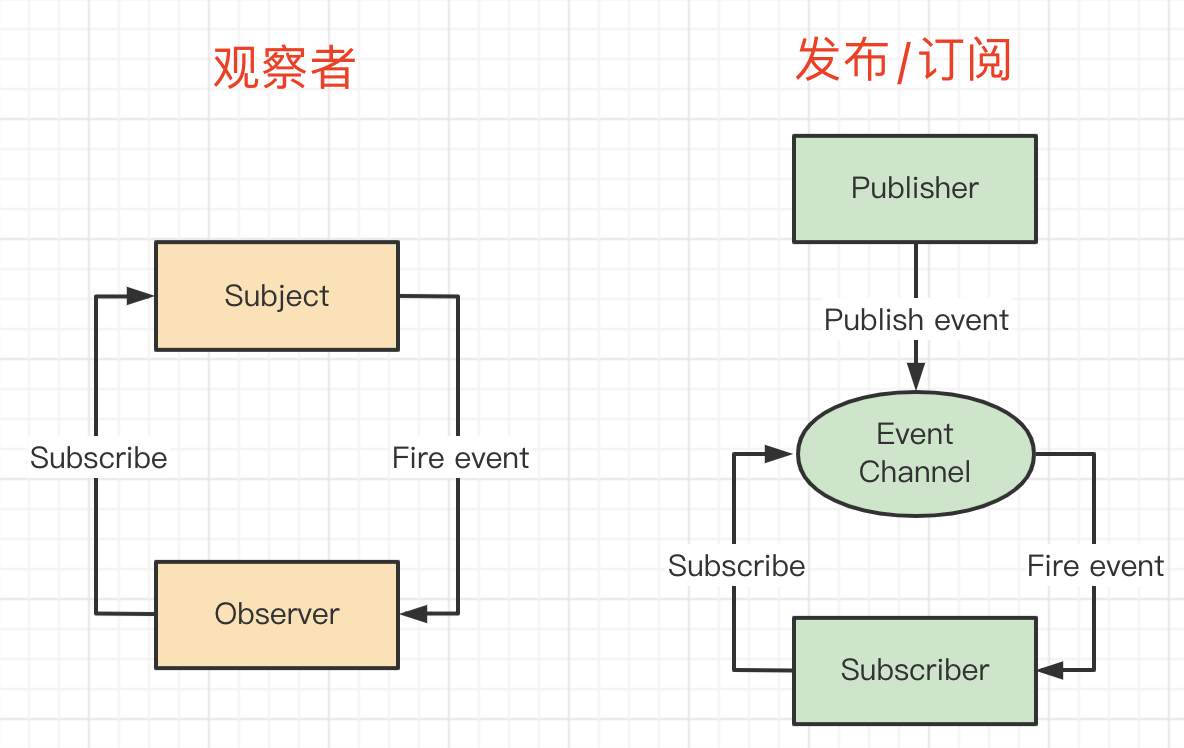 观察者
Subject
Subscribe
Fire event
Observer
发布/订阅
Publisher
Publish event
Event
Channel
Subscribe
Fire event
Subscriber